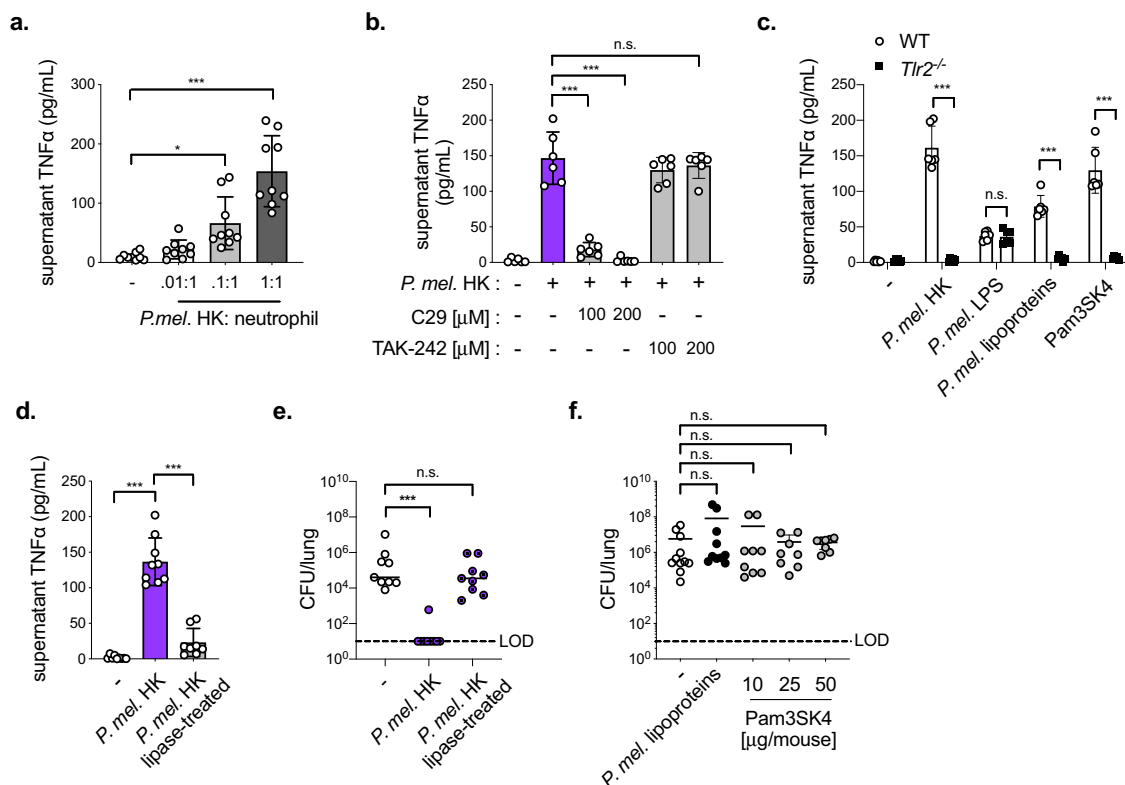 a.
supernatant TNFα (pg/mL)
300
200
100
0
***
*
- .01:1 .1:1 1:1
P.mel. HK: neutrophil
b.
supernatant TNFα
(pg/mL)
250
200
150
100
50
0
n.s.
***
***
P. mel. HK : - + + + + +
C29 [μM] : - - 100 200 - -
TAK-242 [μM] : - - - - 100 200
c.
WT
Tlr2-/-
supernatant TNFα (pg/mL)
250
200
150
100
50
0
***
n.s.
***
***
-
P. mel. HK
P. mel. LPS
P. mel. lipoproteins
Pam3SK4
d.
supernatant TNFα (pg/mL)
250
200
150
100
50
0
***
***
-
P. mel. HK
P. mel. HK
lipase-treated
e.
CFU/lung
10^10
10^8
10^6
10^4
10^2
10^0
n.s.
***
LOD
-
P. mel. HK
P. mel. HK
lipase-treated
f.
CFU/lung
10^10
10^8
10^6
10^4
10^2
10^0
n.s.
n.s.
n.s.
n.s.
LOD
-
P. mel. lipoproteins
10 25 50
Pam3SK4
[μg/mouse]